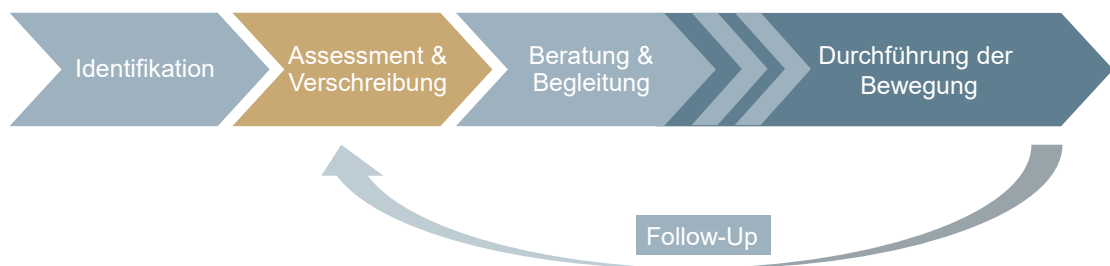 Identifikation
Assessment &
Verschreibung
Beratung &
Begleitung
Durchführung der
Bewegung
Follow-Up